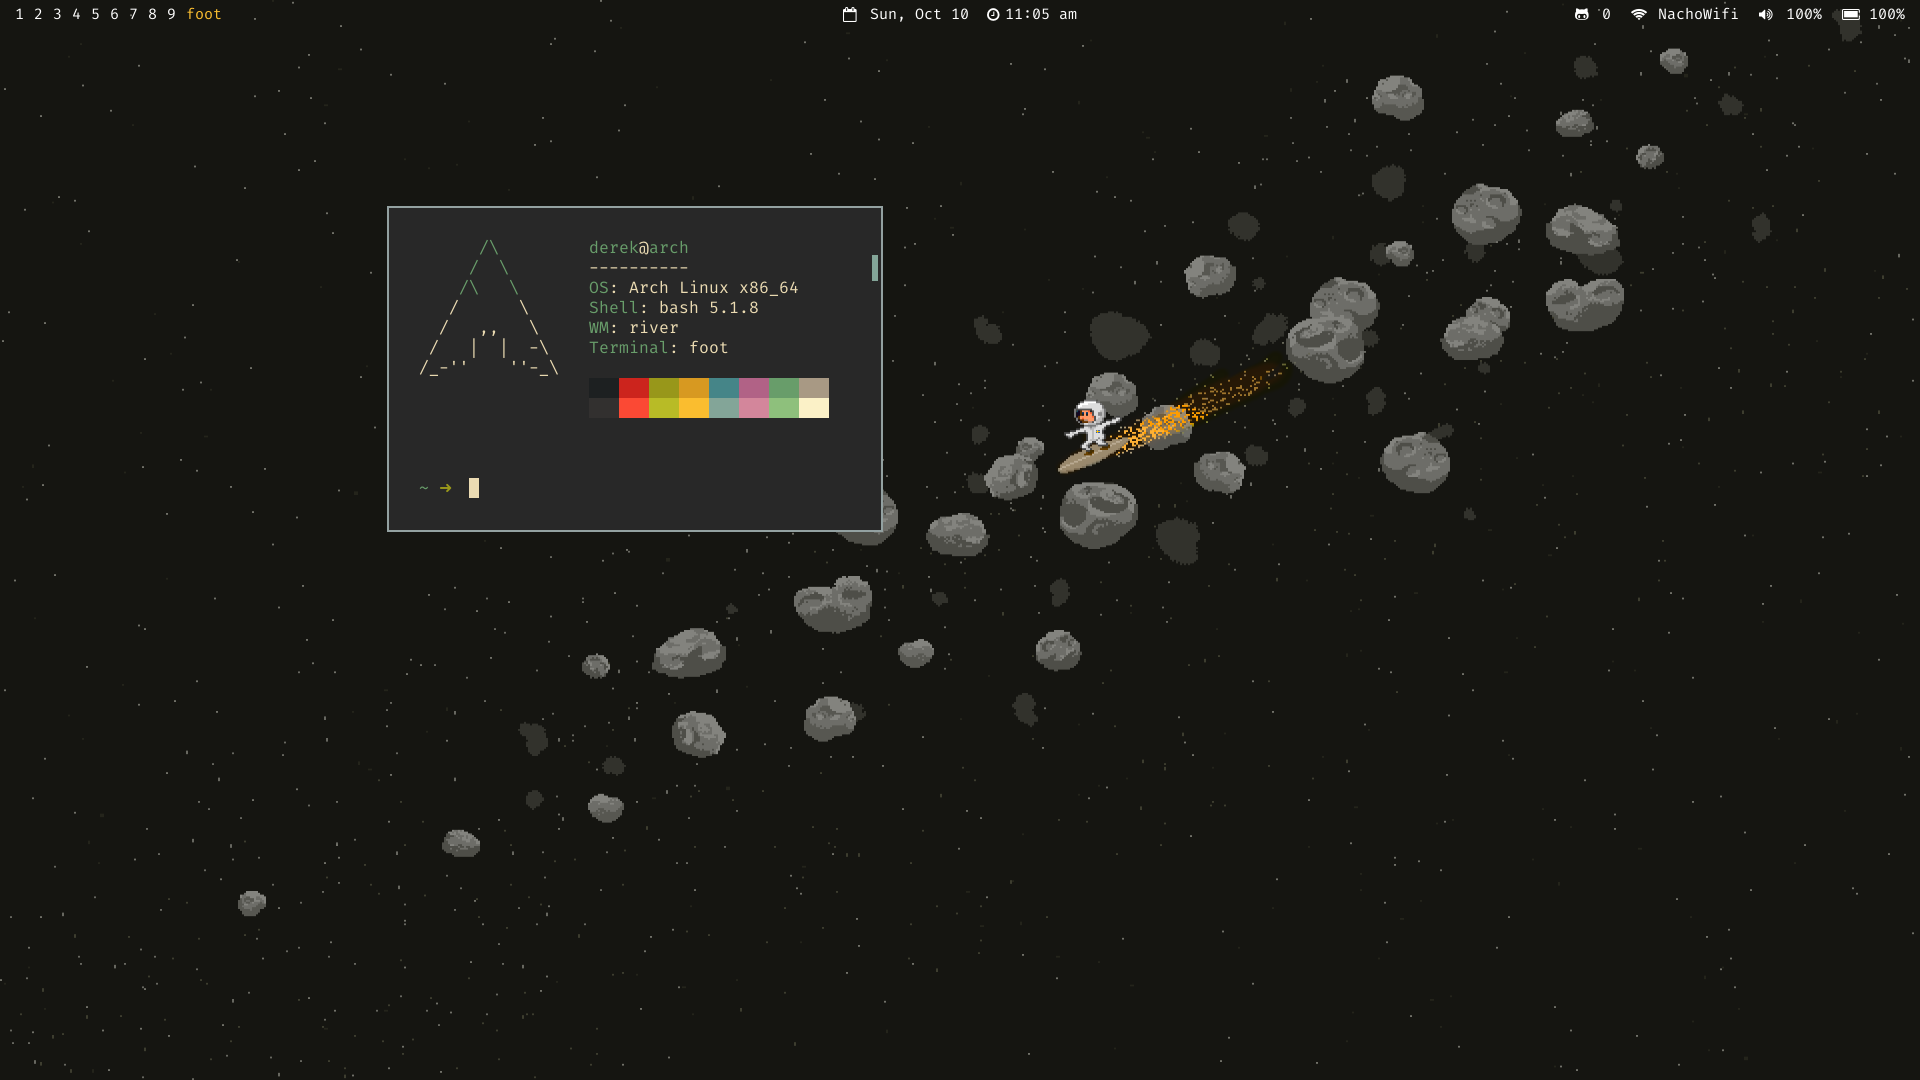 1 2 3 4 5 6 7 8 9 foot
Sun, Oct 10 11:05 am
0 NachoWifi 100% 100%
derek@arch
----------
OS: Arch Linux x86_64
Shell: bash 5.1.8
WM: river
Terminal: foot
~ ➜